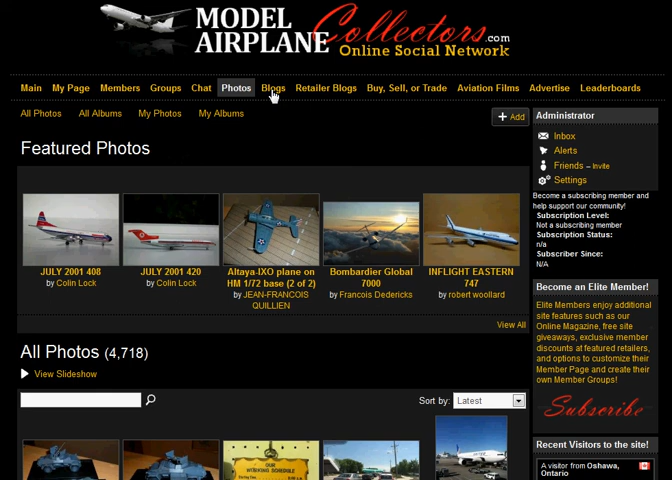 MODEL
AIRPLANE
Collectors.com
Online Social Network
Main My Page Members Groups Chat Photos Blogs Retailer Blogs Buy, Sell, or Trade Aviation Films Advertise Leaderboards
All Photos All Albums My Photos My Albums
+ Add
Featured Photos
JULY 2001 408
by Colin Lock
JULY 2001 420
by Colin Lock
Altaya-IXO plane on
HM 1/72 base (2 of 2)
by JEAN-FRANCOIS
QUILLIEN
Bombardier Global
7000
by Francois Dedericks
INFLIGHT EASTERN
747
by robert woollard
View All
All Photos (4,718)
View Slideshow
Sort by: Latest
OUR
WORKING SCHEDULE
Administrator
Inbox
Alerts
Friends – Invite
Settings
Become a subscribing member and
help support our community!
Subscription Level:
Not a subscribing member
Subscription Status:
n/a
Subscriber Since:
N/A
Become an Elite Member!
Elite Members enjoy additional
site features such as our
Online Magazine, free site
giveaways, exclusive member
discounts at featured retailers,
and options to customize their
Member Page and create their
own Member Groups!
Subscribe
Recent Visitors to the site!
A visitor from Oshawa,
Ontario